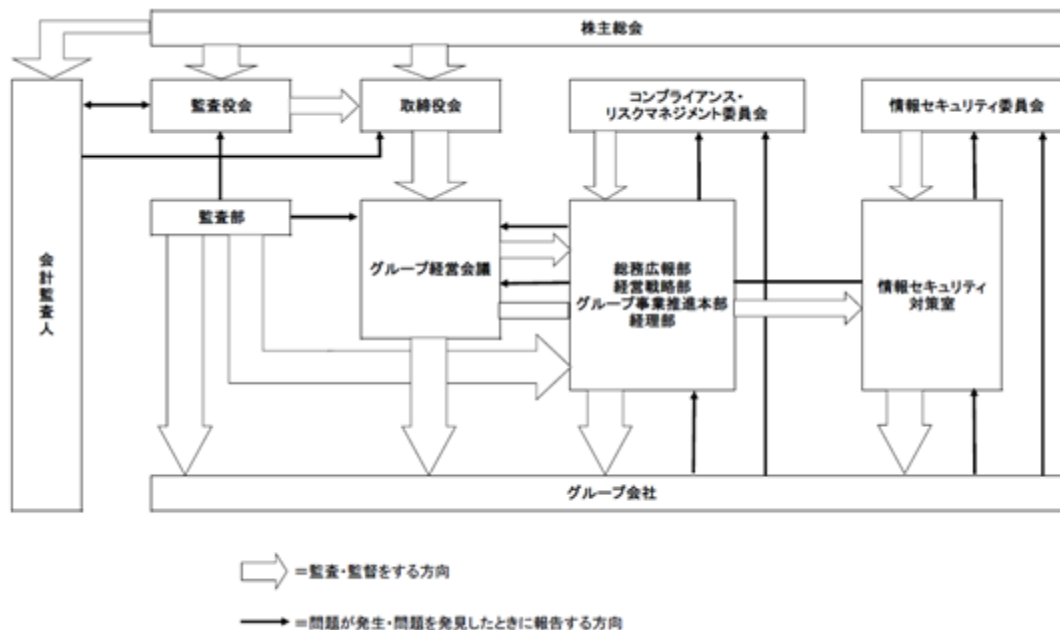 株主総会
監査役会
取締役会
コンプライアンス・
リスクマネジメント委員会
情報セキュリティ委員会
監査部
会計監査人
グループ経営会議
総務広報部
経営戦略部
グループ事業推進本部
経理部
情報セキュリティ
対策室
グループ会社
=監査・監督をする方向
=問題が発生・問題を発見したときに報告する方向